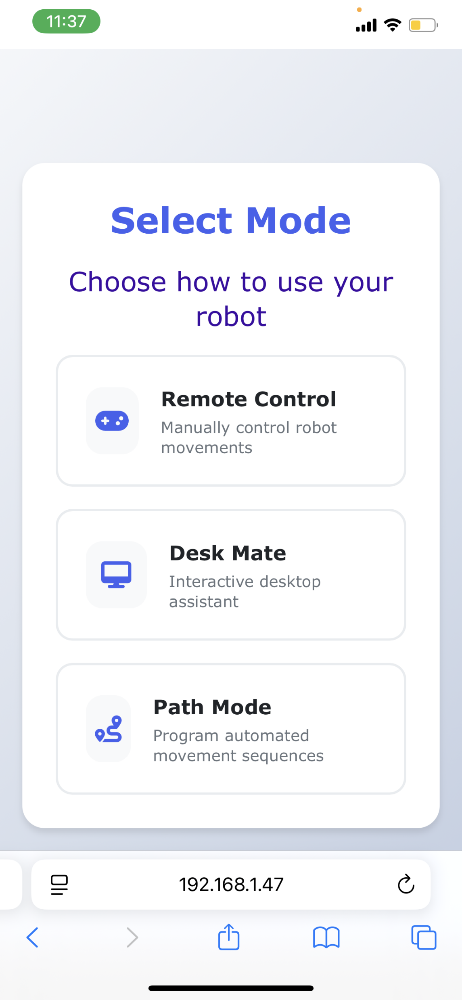 11:37
Select Mode
Choose how to use your
robot
Remote Control
Manually control robot
movements
Desk Mate
Interactive desktop
assistant
Path Mode
Program automated
movement sequences
192.168.1.47